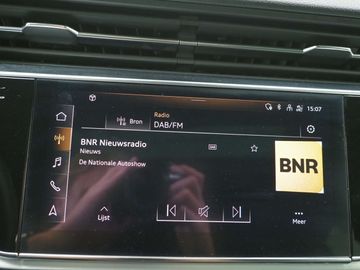 15:07
Bron
Radio
DAB/FM
BNR Nieuwsradio
Nieuws
De Nationale Autoshow
BNR
Lijst
Meer